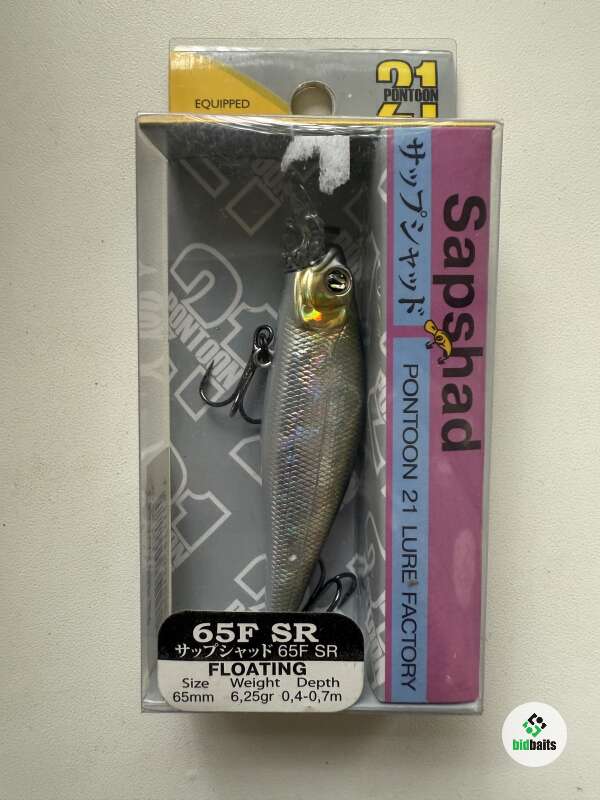 EQUIPPED
21
PONTOON
Sapshad
サップシャッド
PONTOON 21 LURE FACTORY
21
PONTOON
65F SR
サップシャッド 65F SR
FLOATING
Size Weight Depth
65mm 6,25gr 0,4-0,7m
bidbaits